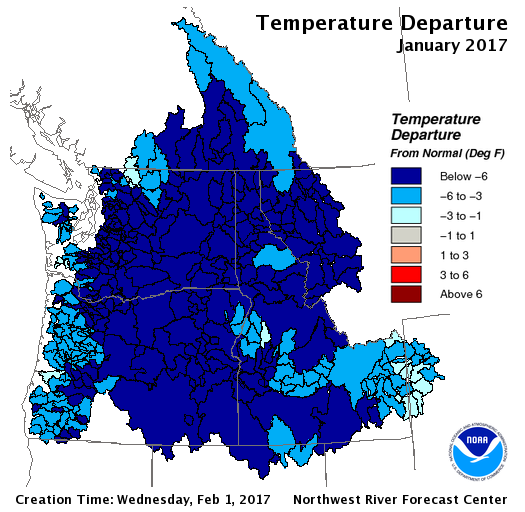 Temperature Departure
January 2017
Temperature
Departure
From Normal (Deg F)
Below −6
−6 to −3
−3 to −1
−1 to 1
1 to 3
3 to 6
Above 6
NOAA
Creation Time: Wednesday, Feb 1, 2017
Northwest River Forecast Center